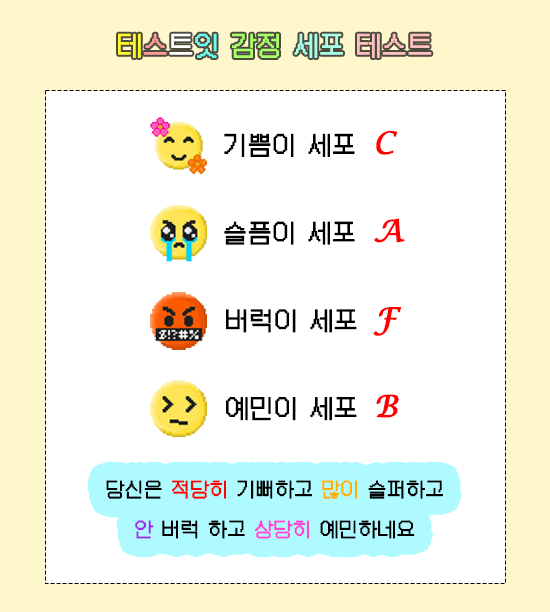 테스트잇 감정 세포 테스트
기쁨이 세포 C
슬픔이 세포 A
버럭이 세포 F
$!?#%
예민이 세포 B
당신은 적당히 기뻐하고 많이 슬퍼하고
안 버럭 하고 상당히 예민하네요